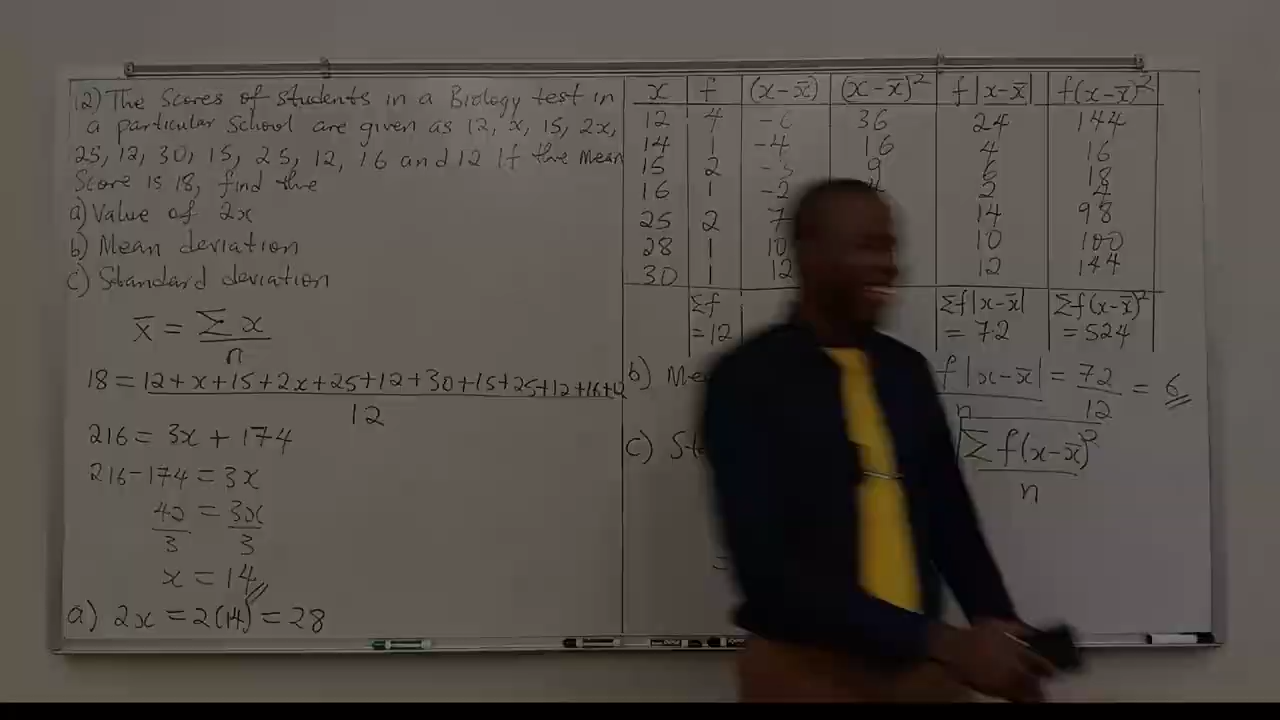 12) The Scores of students in a Biology test in
a particular School are given as 12, x, 15, 2x,
25, 12, 30, 15, 25, 12, 16 and 12 If the Mean
Score is 18, find the
a) Value of 2x
b) Mean deviation
c) Standard deviation
x̄ = Σx
n
18 = 12+x+15+2x+25+12+30+15+25+12+16+12
12
216 = 3x + 174
216-174 = 3x
42 = 3x
3 3
x = 14
a) 2x = 2(14) = 28
x f (x-x̄) (x-x̄)² f|x-x̄| f(x-x̄)²
12 4 -6 36 24 144
14 1 -4 16 4 16
15 2 -3 9 6 18
16 1 -2 4 2 4
25 2 7 14 98
28 1 10 10 100
30 1 12 12 144
Σf Σf|x-x̄| Σf(x-x̄)²
=12 = 72 = 524
b) f|x-x̄| = 72 = 6
n 12
c) Σf(x-x̄)²
n
=